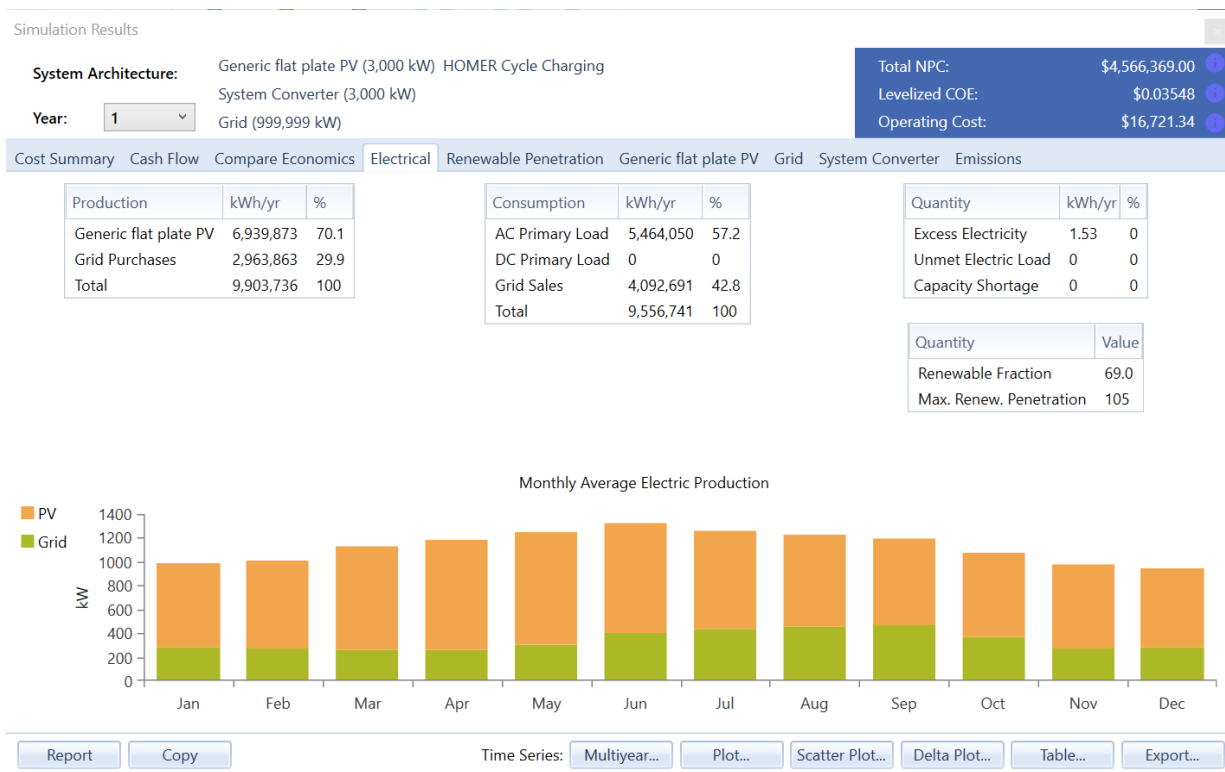 Simulation Results
System Architecture:
Generic flat plate PV (3,000 kW) HOMER Cycle Charging
System Converter (3,000 kW)
Grid (999,999 kW)
Year:
1
Total NPC: $4,566,369.00
Levelized COE: $0.03548
Operating Cost: $16,721.34
Cost Summary Cash Flow Compare Economics Electrical Renewable Penetration Generic flat plate PV Grid System Converter Emissions
Production kWh/yr %
Generic flat plate PV 6,939,873 70.1
Grid Purchases 2,963,863 29.9
Total 9,903,736 100
Consumption kWh/yr %
AC Primary Load 5,464,050 57.2
DC Primary Load 0 0
Grid Sales 4,092,691 42.8
Total 9,556,741 100
Quantity kWh/yr %
Excess Electricity 1.53 0
Unmet Electric Load 0 0
Capacity Shortage 0 0
Quantity Value
Renewable Fraction 69.0
Max. Renew. Penetration 105
Monthly Average Electric Production
PV
Grid
kW
1400
1200
1000
800
600
400
200
0
Jan Feb Mar Apr May Jun Jul Aug Sep Oct Nov Dec
Report Copy Time Series: Multiyear... Plot... Scatter Plot... Delta Plot... Table... Export...